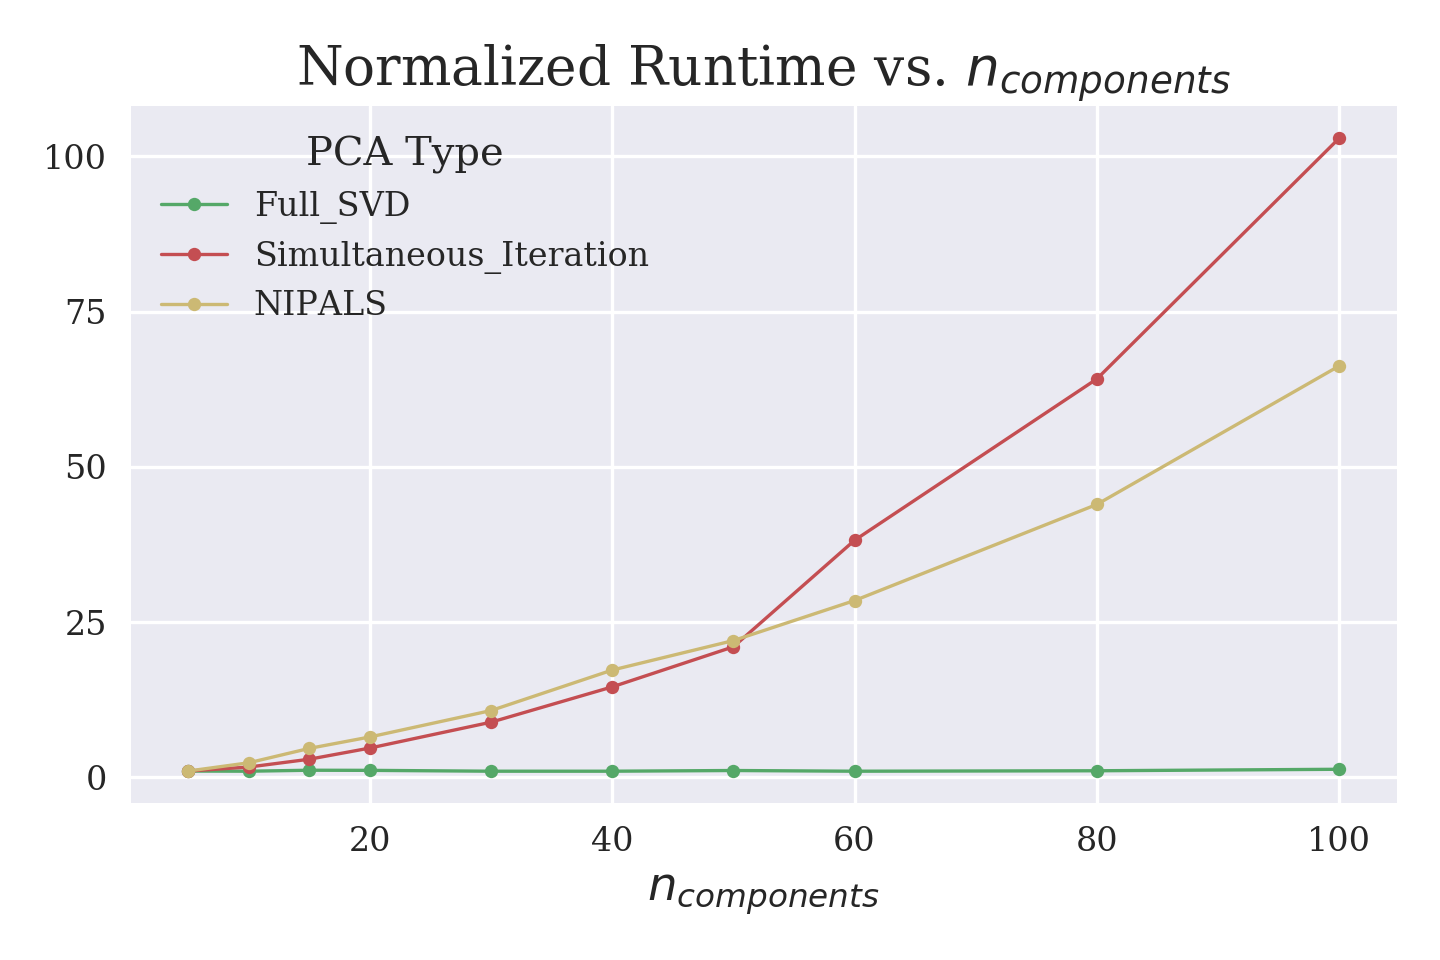 Normalized Runtime vs. n_components
PCA Type
Full_SVD
Simultaneous_Iteration
NIPALS
100
75
50
25
0
20 40 60 80 100
n_components